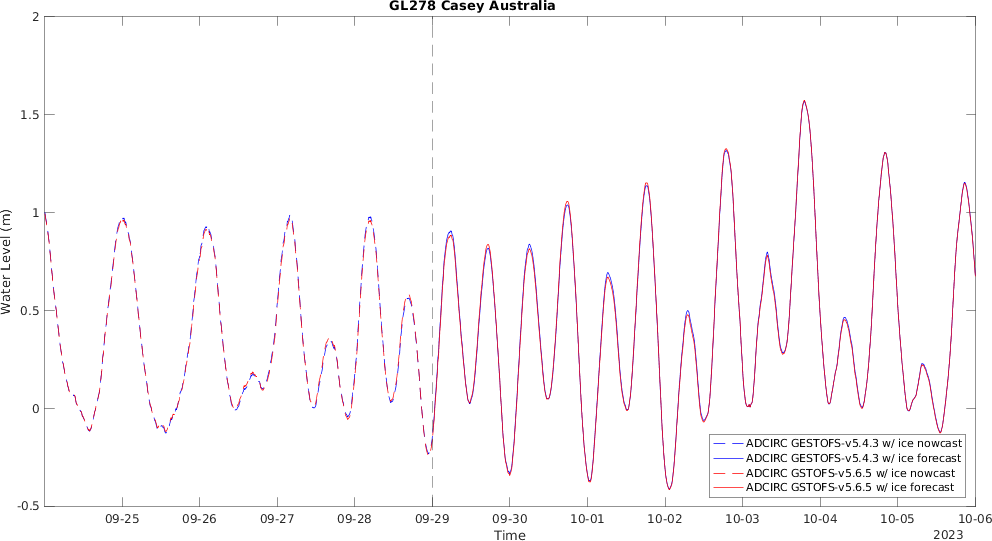 GL278 Casey Australia
2
1.5
1
0.5
0
-0.5
Water Level (m)
ADCIRC GESTOFS-v5.4.3 w/ ice nowcast
ADCIRC GESTOFS-v5.4.3 w/ ice forecast
ADCIRC GSTOFS-v5.6.5 w/ ice nowcast
ADCIRC GSTOFS-v5.6.5 w/ ice forecast
09-25 09-26 09-27 09-28 09-29 09-30 10-01 10-02 10-03 10-04 10-05 10-06
Time
2023